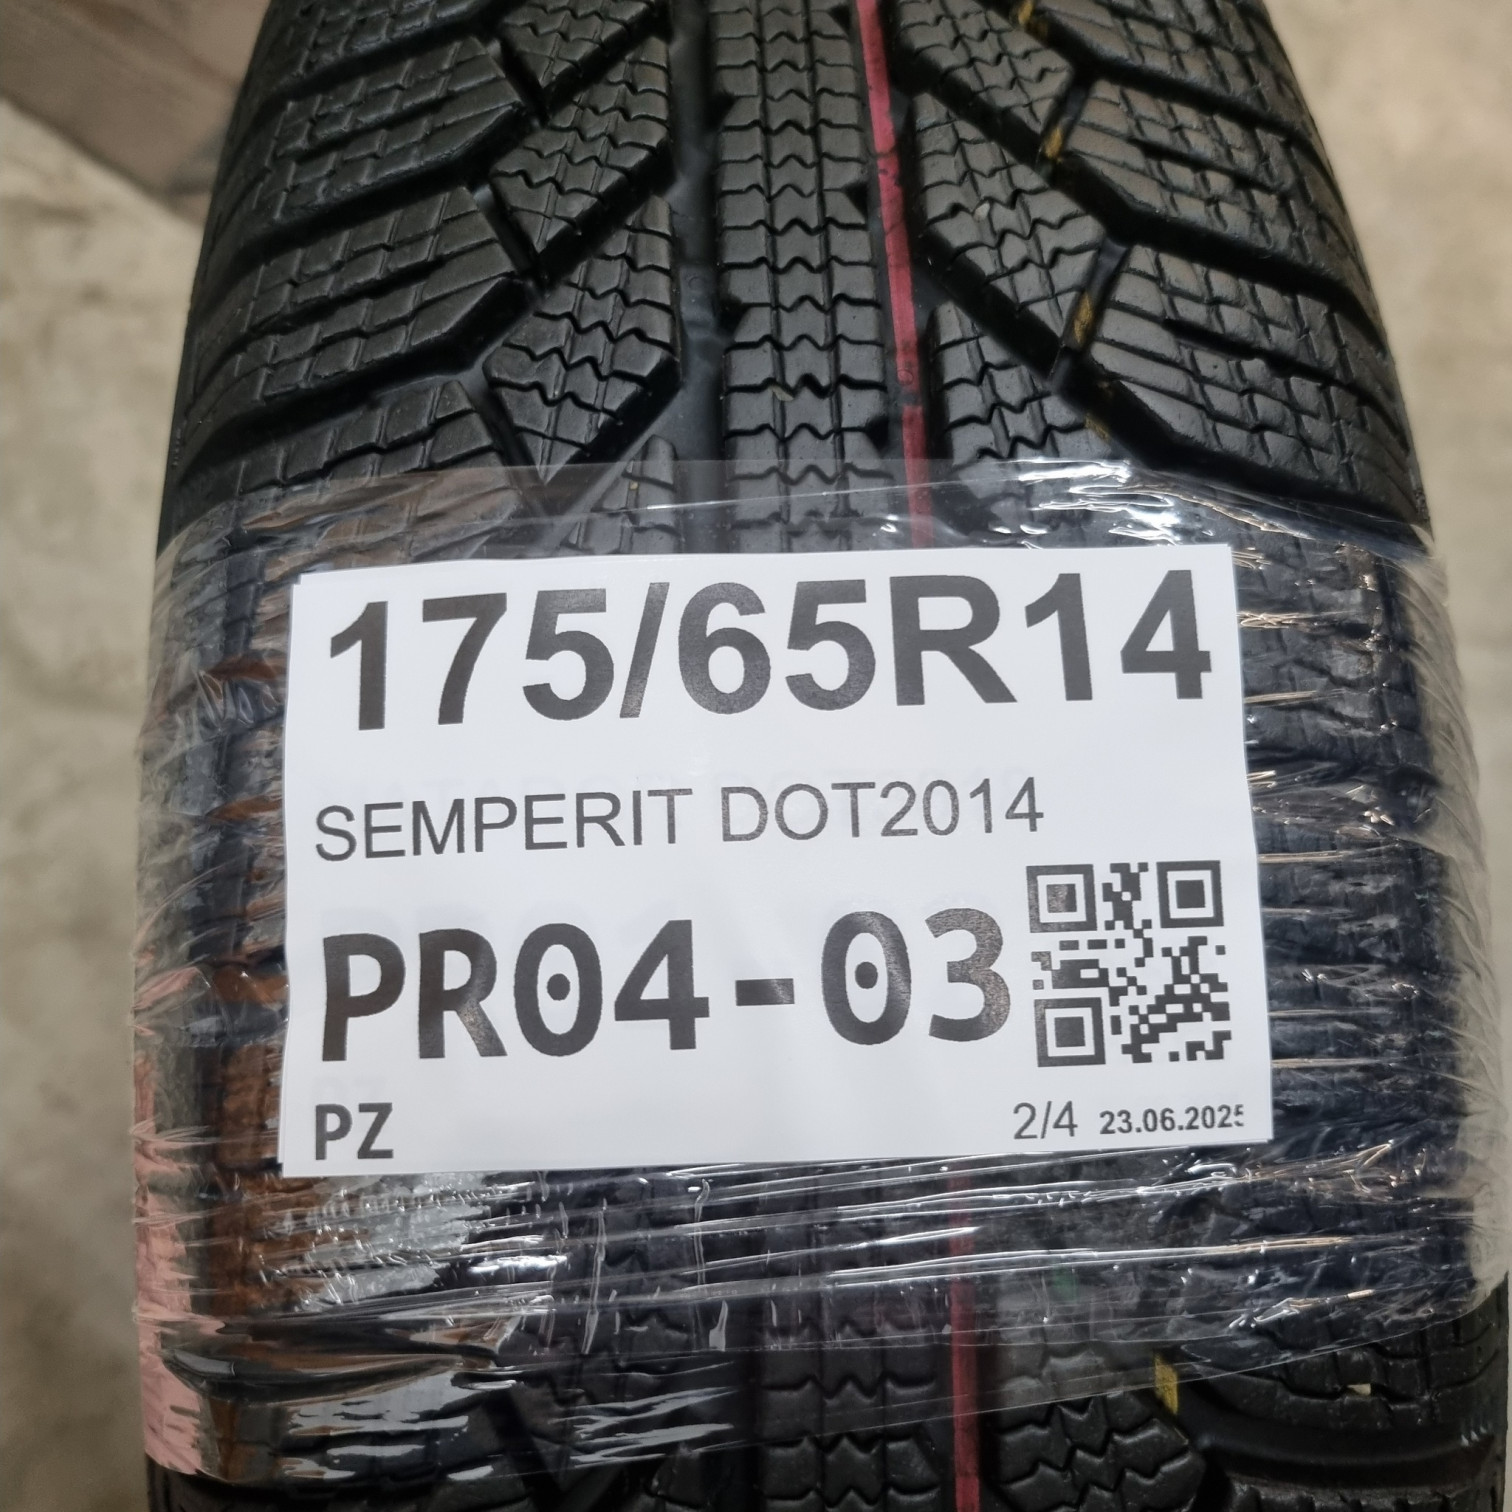 175/65R14
SEMPERIT DOT2014
PR04-03
PZ 2/4 23.06.2025